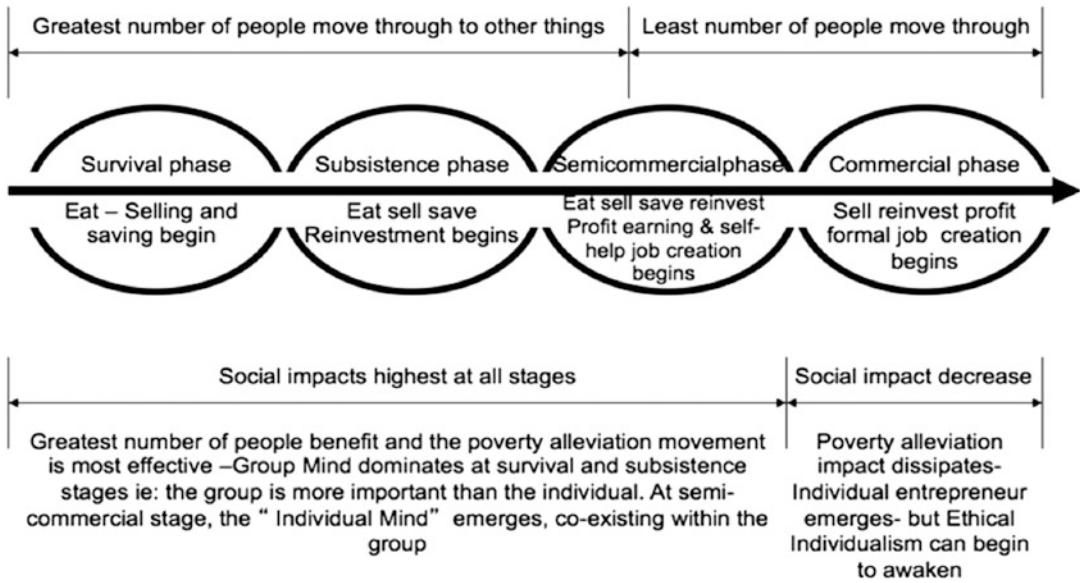 Greatest number of people move through to other things
Least number of people move through
Survival phase
Eat – Selling and
saving begin
Subsistence phase
Eat sell save
Reinvestment begins
Semicommercialphase
Eat sell save reinvest
Profit earning & self-
help job creation
begins
Commercial phase
Sell reinvest profit
formal job creation
begins
Social impacts highest at all stages
Greatest number of people benefit and the poverty alleviation movement
is most effective –Group Mind dominates at survival and subsistence
stages ie: the group is more important than the individual. At semi-
commercial stage, the “ Individual Mind” emerges, co-existing within the
group
Social impact decrease
Poverty alleviation
impact dissipates-
Individual entrepreneur
emerges- but Ethical
Individualism can begin
to awaken